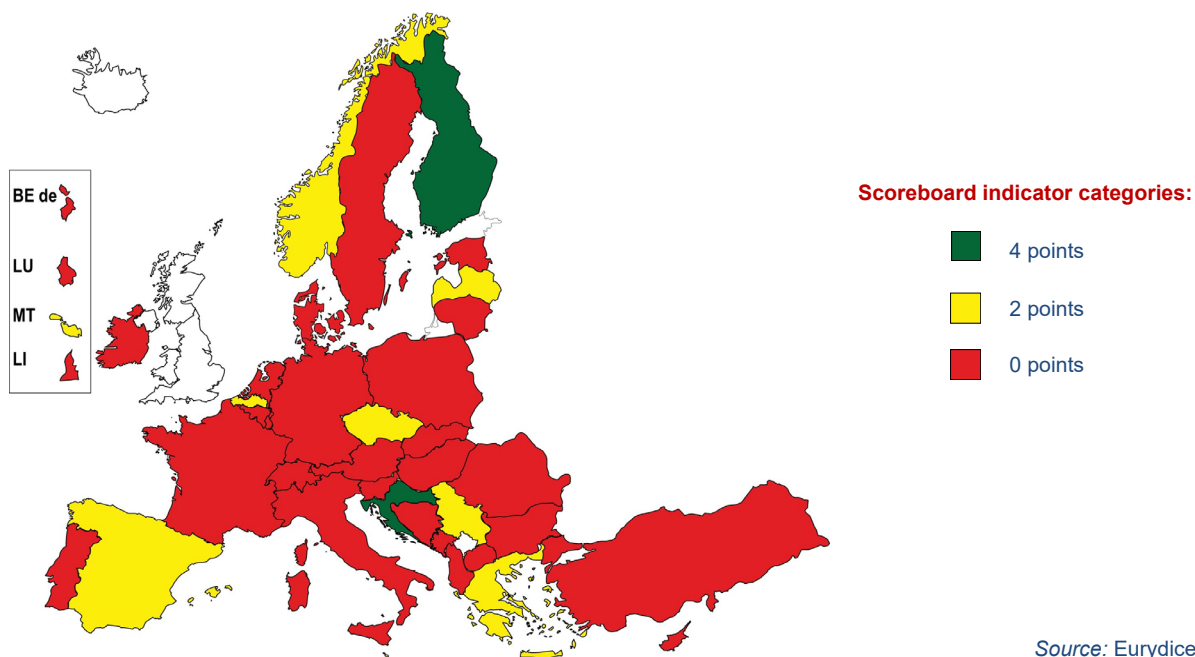 BE de
LU
MT
LI
Scoreboard indicator categories:
4 points
2 points
0 points
Source: Eurydice